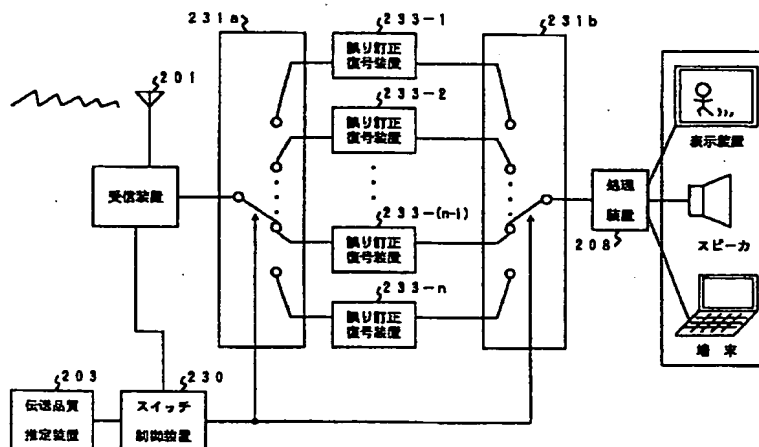 231a
233-1
231b
誤り訂正
復号装置
201
233-2
誤り訂正
復号装置
表示装置
受信装置
処理
装置
233-(n-1)
スピーカ
誤り訂正
復号装置
208
233-n
誤り訂正
復号装置
端末
203
230
伝送品質
推定装置
スイッチ
制御装置